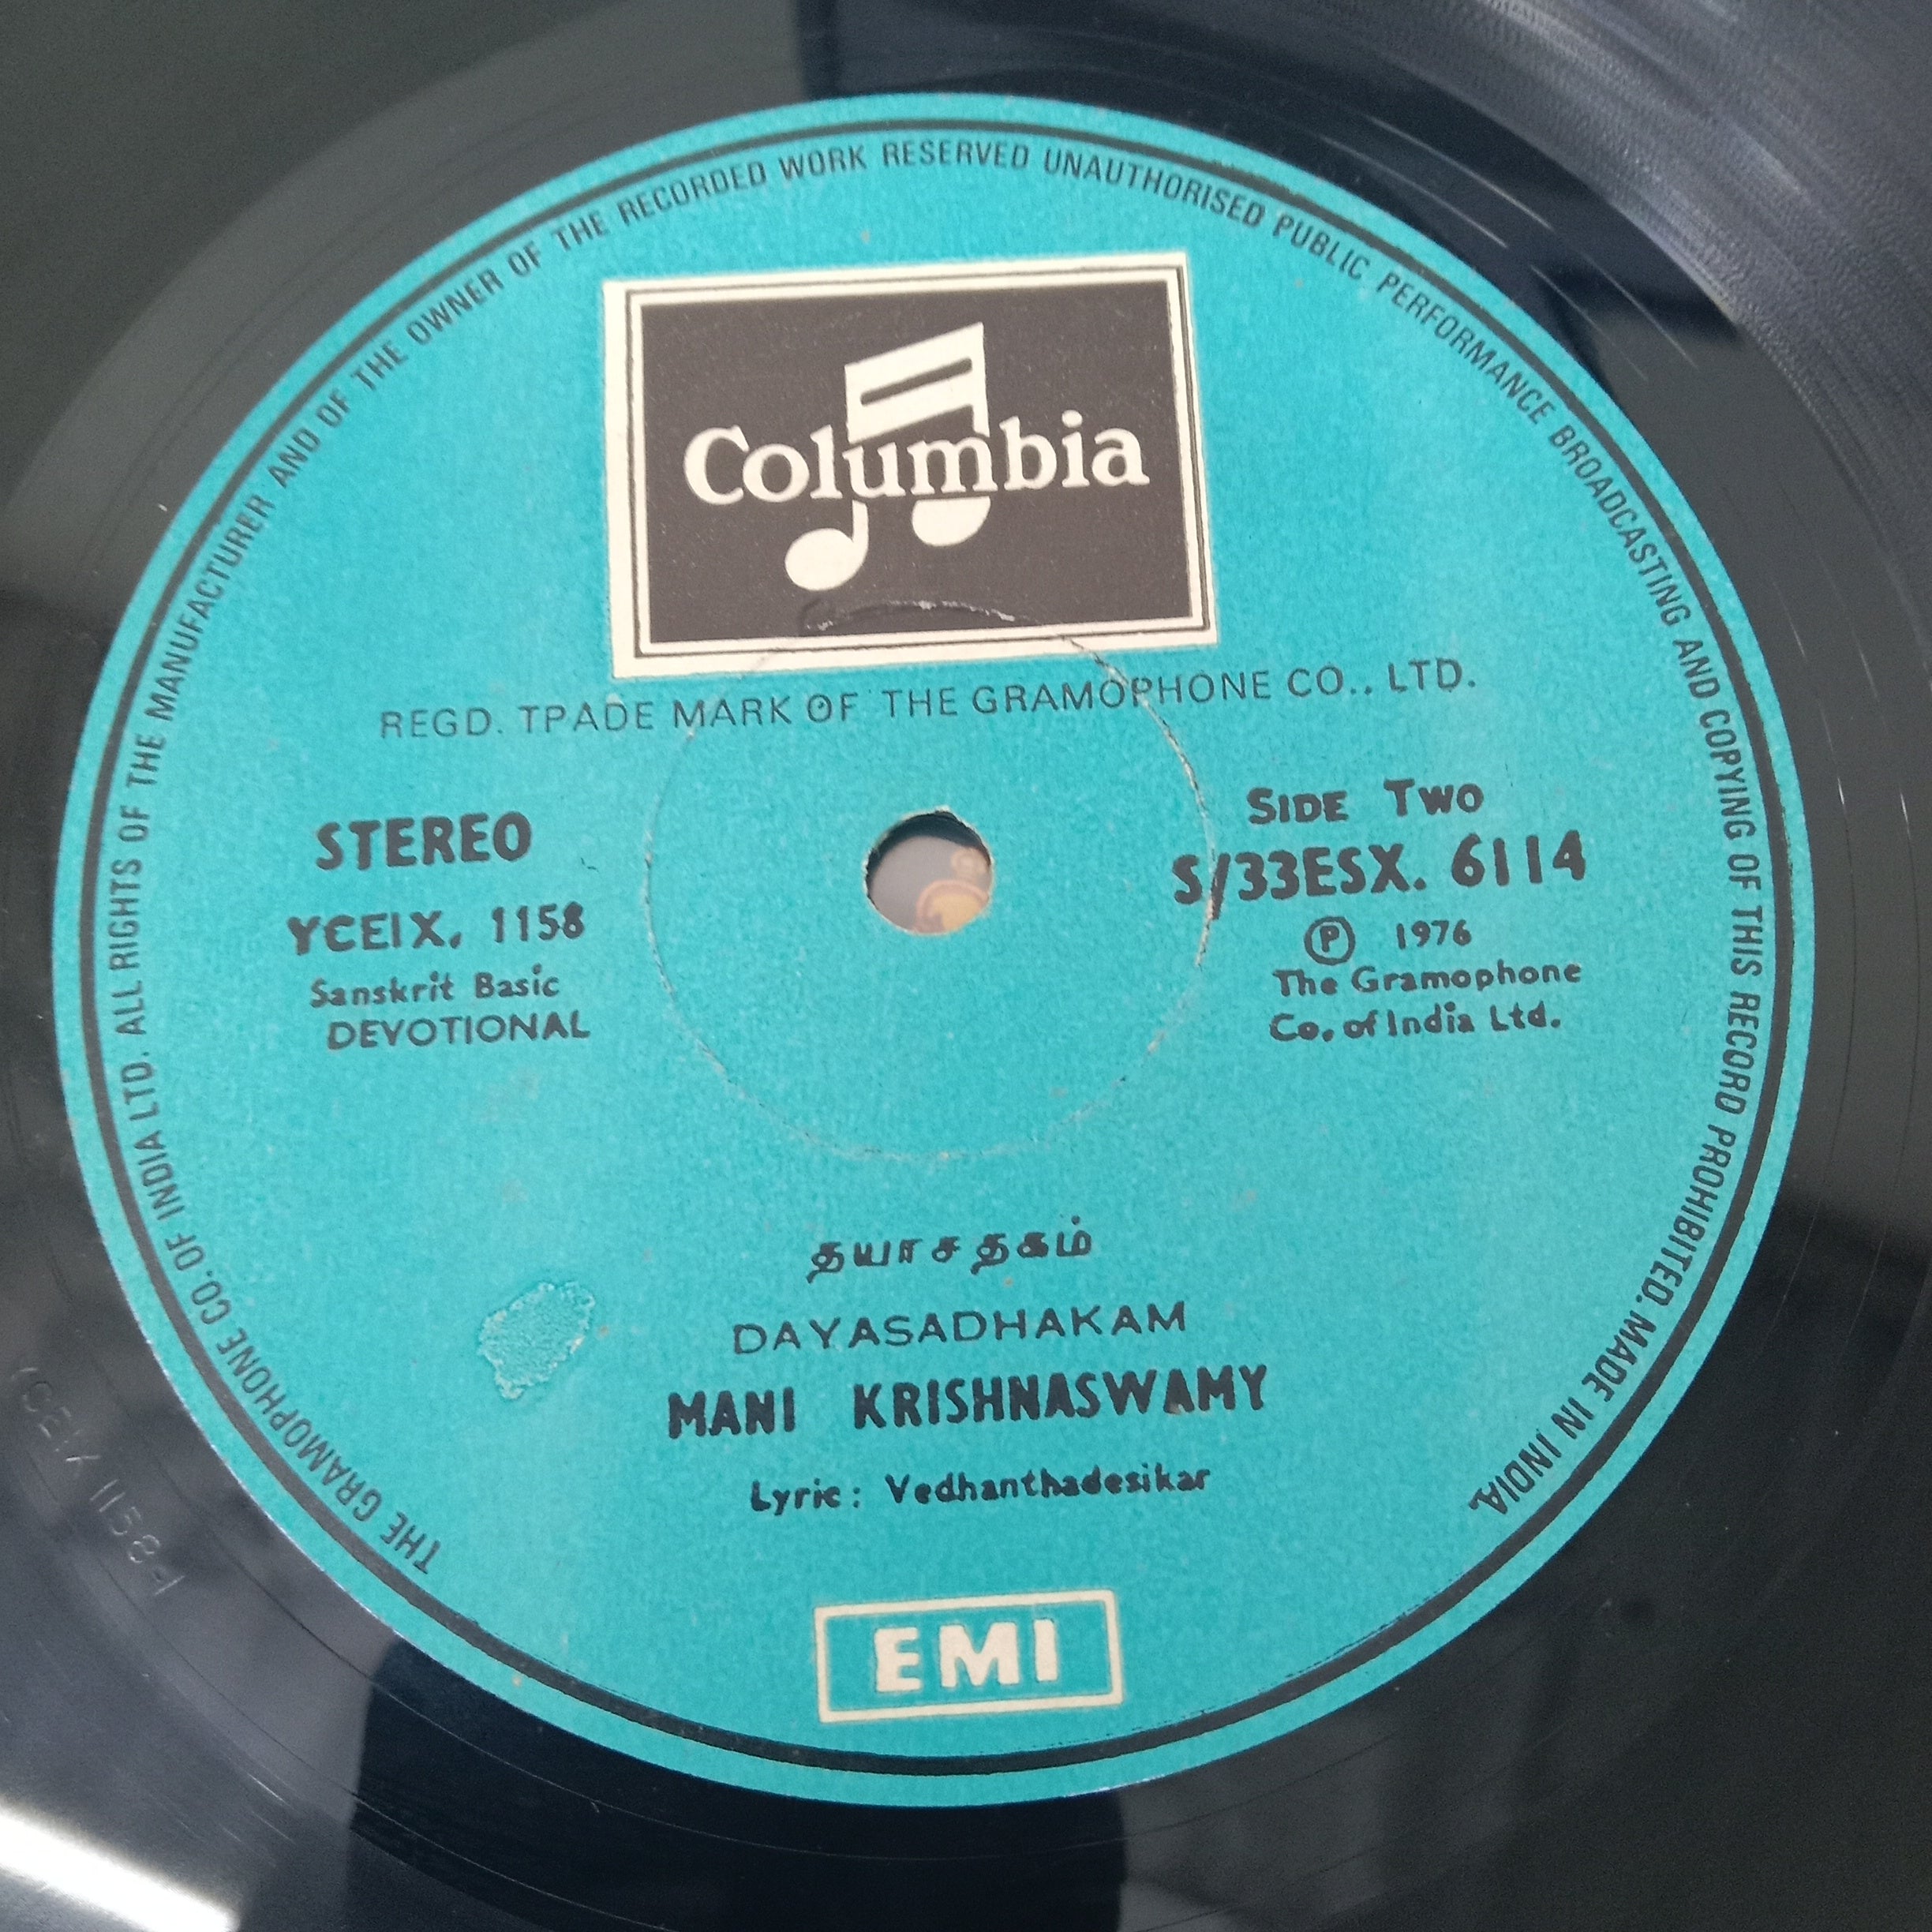 THE GRAMOPHONE CO. OF INDIA LTD. ALL RIGHTS OF THE MANUFACTURER AND OF THE OWNER OF THE RECORDED WORK RESERVED UNAUTHORISED PUBLIC PERFORMANCE BROADCASTING AND COPYING OF THIS RECORD PROHIBITED. MADE IN INDIA.
Columbia
REGD. TPADE MARK OF THE GRAMOPHONE CO., LTD.
STEREO
YCEIX. 1158
Sanskrit Basic
DEVOTIONAL
SIDE TWO
S/33ESX. 6114
Ⓟ 1976
The Gramophone
Co. of India Ltd.
தயாசதகம்
DAYASADHAKAM
MANI KRISHNASWAMY
Lyric: Vedhanthadesikar
EMI